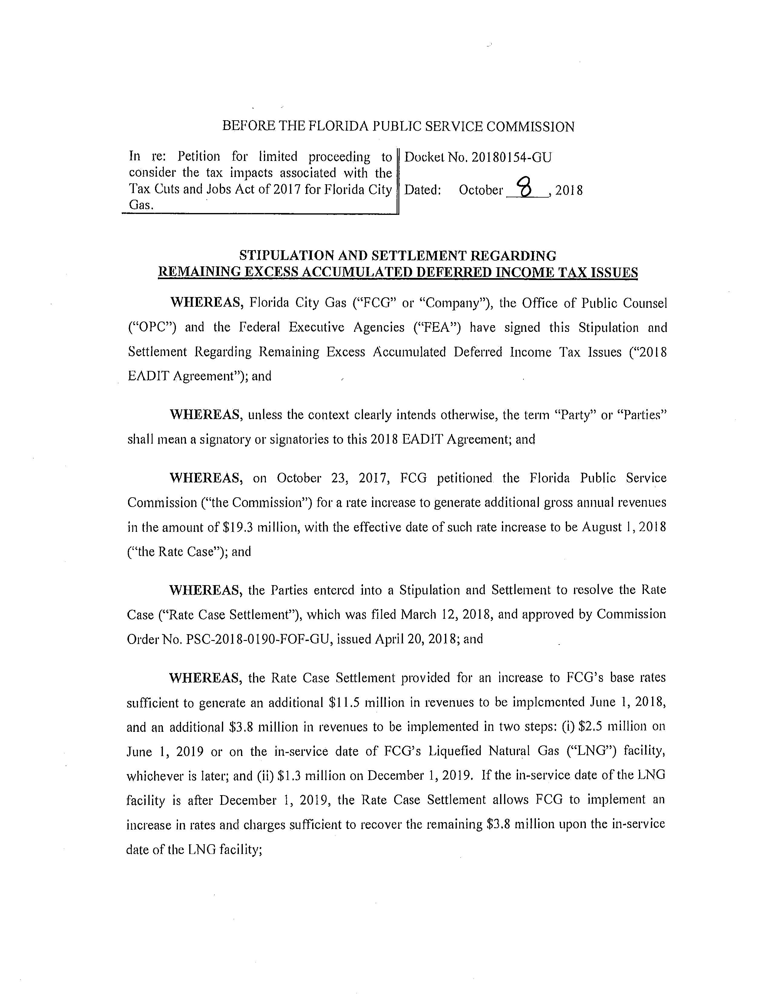 BEFORE THE FLORIDA PUBLIC SERVICE COMMISSION
In re: Petition for limited proceeding to
consider the tax impacts associated with the
Tax Cuts and Jobs Act of 2017 for Florida City
Gas.
Docket No. 20180154-GU
Dated: October 8, 2018
STIPULATION AND SETTLEMENT REGARDING
REMAINING EXCESS ACCUMULATED DEFERRED INCOME TAX ISSUES
WHEREAS, Florida City Gas (“FCG” or “Company”), the Office of Public Counsel
(“OPC”) and the Federal Executive Agencies (“FEA”) have signed this Stipulation and
Settlement Regarding Remaining Excess Accumulated Deferred Income Tax Issues (“2018
EADIT Agreement”); and
WHEREAS, unless the context clearly intends otherwise, the term “Party” or “Parties”
shall mean a signatory or signatories to this 2018 EADIT Agreement; and
WHEREAS, on October 23, 2017, FCG petitioned the Florida Public Service
Commission (“the Commission”) for a rate increase to generate additional gross annual revenues
in the amount of $19.3 million, with the effective date of such rate increase to be August 1, 2018
(“the Rate Case”); and
WHEREAS, the Parties entered into a Stipulation and Settlement to resolve the Rate
Case (“Rate Case Settlement”), which was filed March 12, 2018, and approved by Commission
Order No. PSC-2018-0190-FOF-GU, issued April 20, 2018; and
WHEREAS, the Rate Case Settlement provided for an increase to FCG’s base rates
sufficient to generate an additional $11.5 million in revenues to be implemented June 1, 2018,
and an additional $3.8 million in revenues to be implemented in two steps: (i) $2.5 million on
June 1, 2019 or on the in-service date of FCG’s Liquefied Natural Gas (“LNG”) facility,
whichever is later; and (ii) $1.3 million on December 1, 2019. If the in-service date of the LNG
facility is after December 1, 2019, the Rate Case Settlement allows FCG to implement an
increase in rates and charges sufficient to recover the remaining $3.8 million upon the in-service
date of the LNG facility;